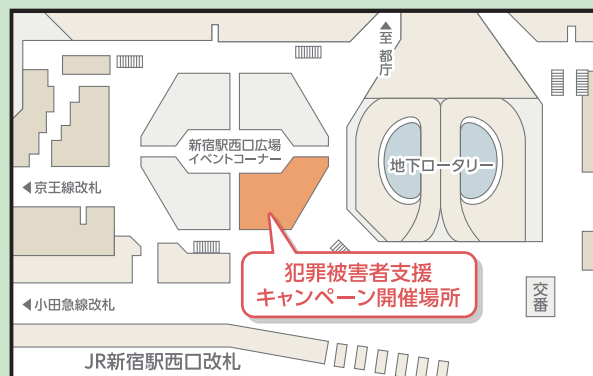 ▲至 都庁
新宿駅西口広場
イベントコーナー
地下ロータリー
◀京王線改札
犯罪被害者支援
キャンペーン開催場所
交番
◀小田急線改札
JR新宿駅西口改札